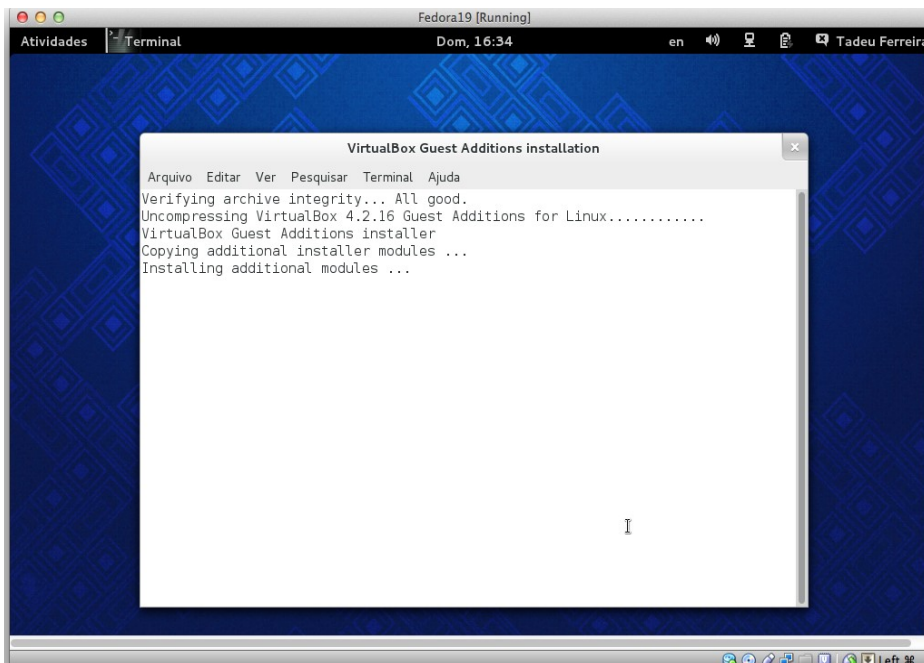 Fedora19 [Running]
Atividades Terminal Dom, 16:34 en Tadeu Ferreira
VirtualBox Guest Additions installation
Arquivo Editar Ver Pesquisar Terminal Ajuda
Verifying archive integrity... All good.
Uncompressing VirtualBox 4.2.16 Guest Additions for Linux............
VirtualBox Guest Additions installer
Copying additional installer modules ...
Installing additional modules ...
Left ⌘